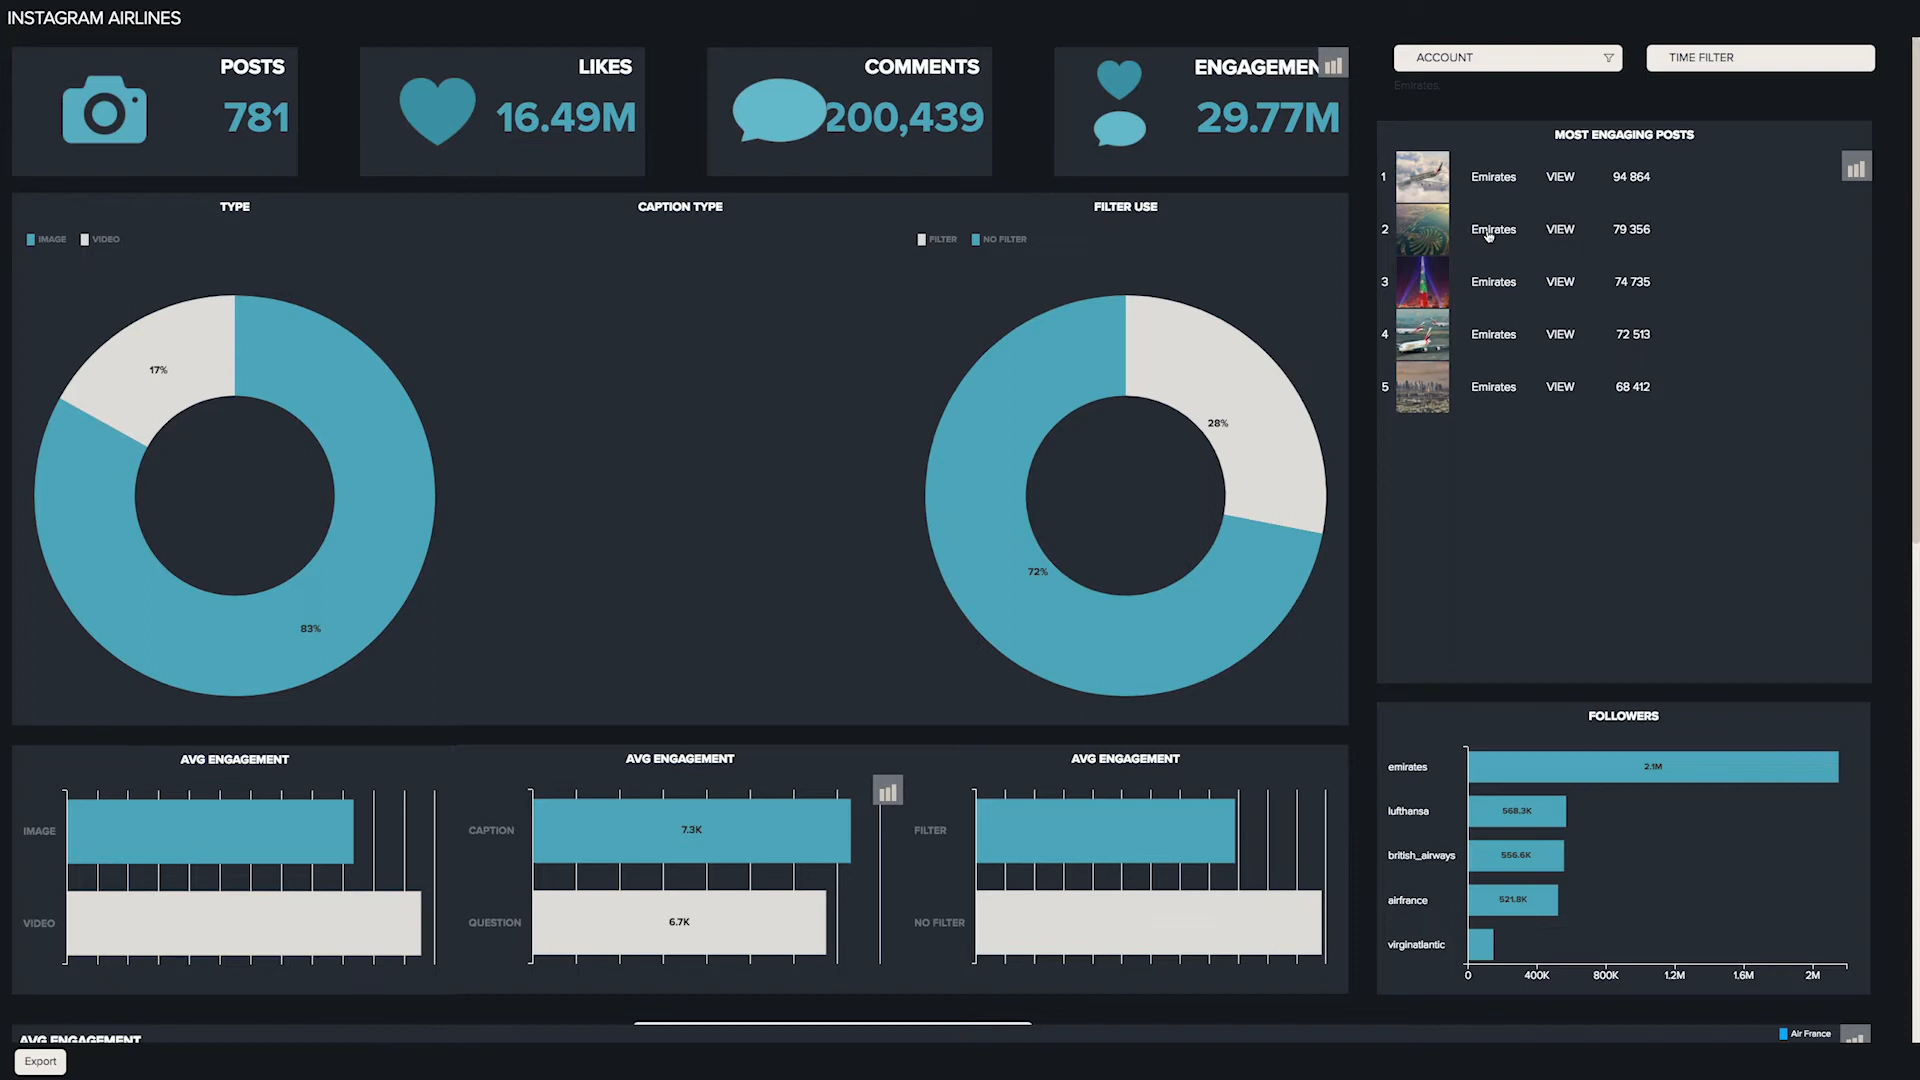 INSTAGRAM AIRLINES
POSTS
781
LIKES
16.49M
COMMENTS
200,439
ENGAGEMEN
29.77M
ACCOUNT
TIME FILTER
Emirates.
TYPE
IMAGE VIDEO
17%
83%
CAPTION TYPE
FILTER USE
FILTER NO FILTER
28%
72%
MOST ENGAGING POSTS
1 Emirates VIEW 94 864
2 Emirates VIEW 79 356
3 Emirates VIEW 74 735
4 Emirates VIEW 72 513
5 Emirates VIEW 68 412
AVG ENGAGEMENT
IMAGE
VIDEO
AVG ENGAGEMENT
CAPTION 7.3K
QUESTION 6.7K
AVG ENGAGEMENT
FILTER
NO FILTER
FOLLOWERS
emirates 2.1M
lufthansa 568.3K
british_airways 556.6K
airfrance 521.8K
virginatlantic
0 400K 800K 1.2M 1.6M 2M
AVG ENGAGEMENT
Air France
Export